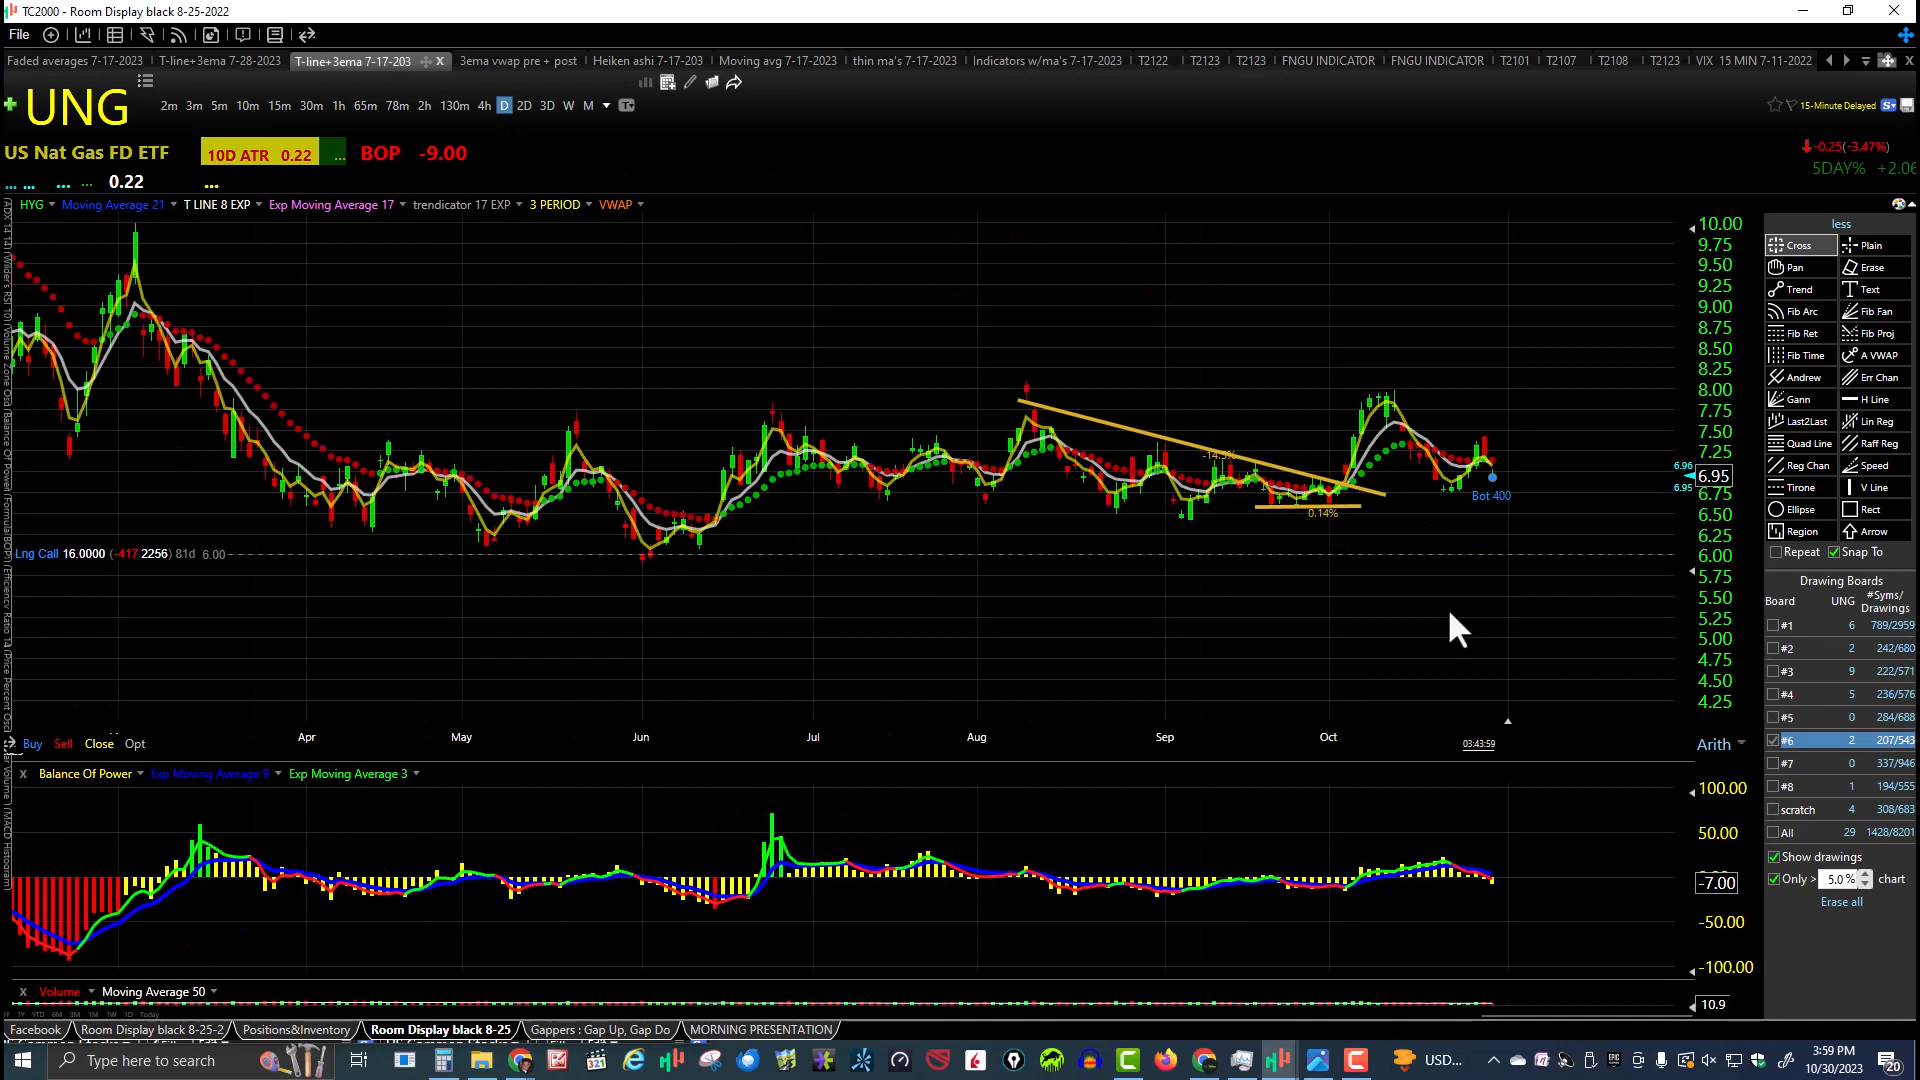 TC2000 - Room Display black 8-25-2022
File
Faded averages 7-17-2023 T-line+3ema 7-28-2023 T-line+3ema 7-17-203 X 3ema vwap pre + post Heiken ashi 7-17-203 Moving avg 7-17-2023 thin ma's 7-17-2023 Indicators w/ma's 7-17-2023 T2122 T2123 T2123 FNGU INDICATOR FNGU INDICATOR T2101 T2107 T2108 T2123 VIX 15 MIN 7-11-2022 X
UNG 2m 3m 5m 10m 15m 30m 1h 65m 78m 2h 130m 4h D 2D 3D W M 15-Minute Delayed
US Nat Gas FD ETF 10D ATR 0.22 ... BOP -9.00 -0.25(-3.47%)
5DAY% +2.06
... ... ... ... 0.22 ...
HYG Moving Average 21 T LINE 8 EXP Exp Moving Average 17 trendicator 17 EXP 3 PERIOD VWAP
10.00
9.75
9.50
9.25
9.00
8.75
8.50
8.25
8.00
7.75
7.50
7.25
6.96
6.95
6.95
6.75
6.50
6.25
6.00
5.75
5.50
5.25
5.00
4.75
4.50
4.25
Bot 400
0.14%
Lng Call 16.0000 (-417 2256) 81d 6.00
Apr May Jun Jul Aug Sep Oct
03:43:59
Arith
Buy Sell Close Opt
X Balance Of Power Exp Moving Average 9 Exp Moving Average 3
100.00
50.00
-7.00
-50.00
-100.00
X Volume Moving Average 50
10.9
less
Cross Plain
Pan Erase
Trend Text
Fib Arc Fib Fan
Fib Ret Fib Proj
Fib Time A VWAP
Andrew Err Chan
Gann H Line
Last2Last Lin Reg
Quad Line Raff Reg
Reg Chan Speed
Tirone V Line
Ellipse Rect
Region Arrow
Repeat Snap To
Drawing Boards
Board UNG #Syms/
Drawings
#1 6 789/2959
#2 2 242/680
#3 9 222/571
#4 5 236/576
#5 0 284/688
#6 2 207/543
#7 0 337/946
#8 1 194/555
scratch 4 308/683
All 29 1428/8201
Show drawings
Only > 5.0 % chart
Erase all
Facebook Room Display black 8-25-2 Positions&Inventory Room Display black 8-25 Gappers : Gap Up, Gap Do MORNING PRESENTATION
Type here to search
USD...
3:59 PM
10/30/2023
20